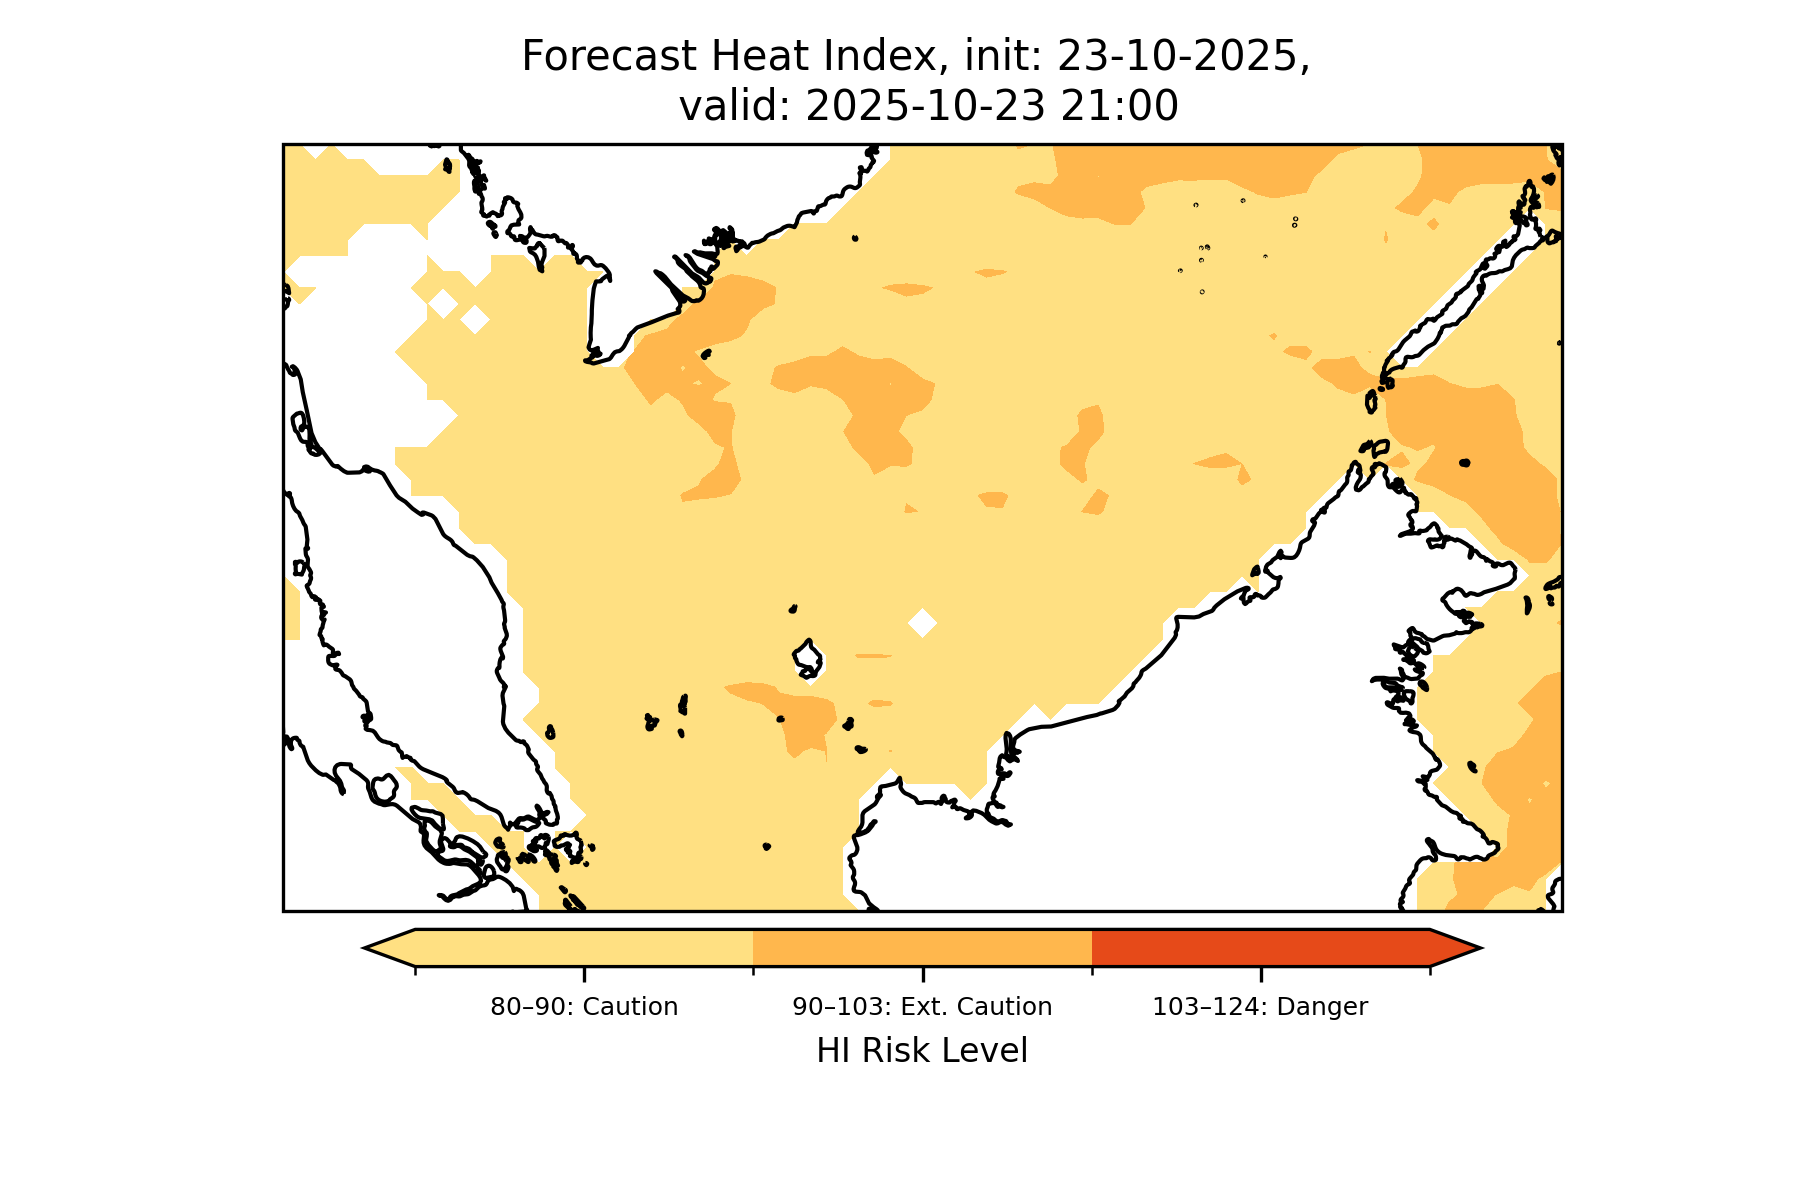 Forecast Heat Index, init: 23-10-2025,
valid: 2025-10-23 21:00
80–90: Caution
90–103: Ext. Caution
103–124: Danger
HI Risk Level